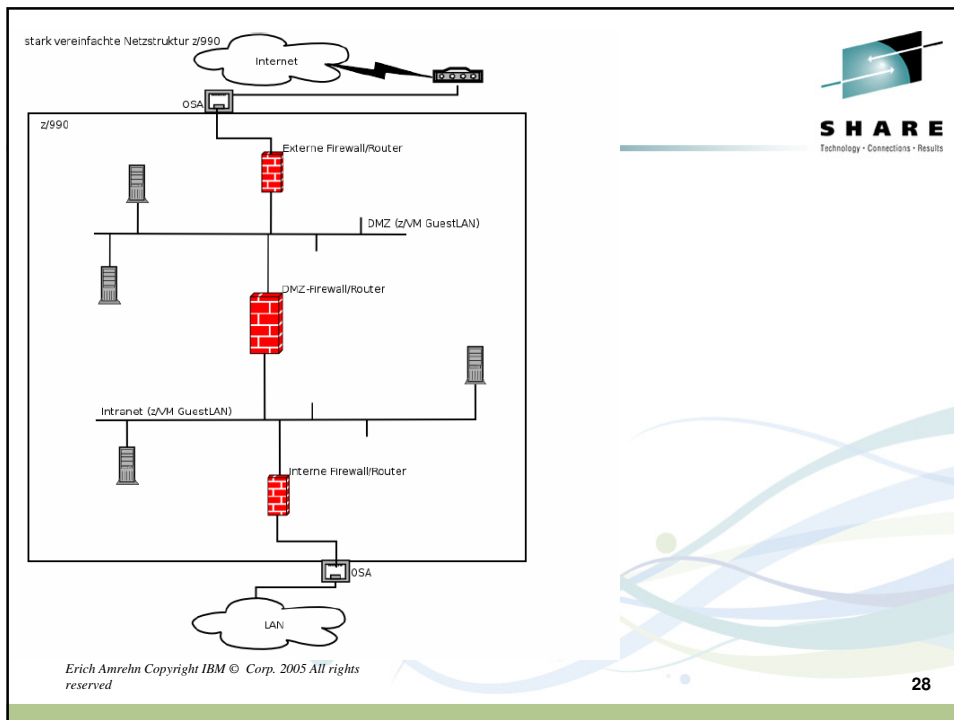 stark vereinfachte Netzstruktur z/990
Internet
OSA
z/990
Externe Firewall/Router
DMZ (z/VM GuestLAN)
DMZ-Firewall/Router
Intranet (z/VM GuestLAN)
Interne Firewall/Router
OSA
LAN
SHARE
Technology · Connections · Results
Erich Amrehn Copyright IBM © Corp. 2005 All rights
reserved
28